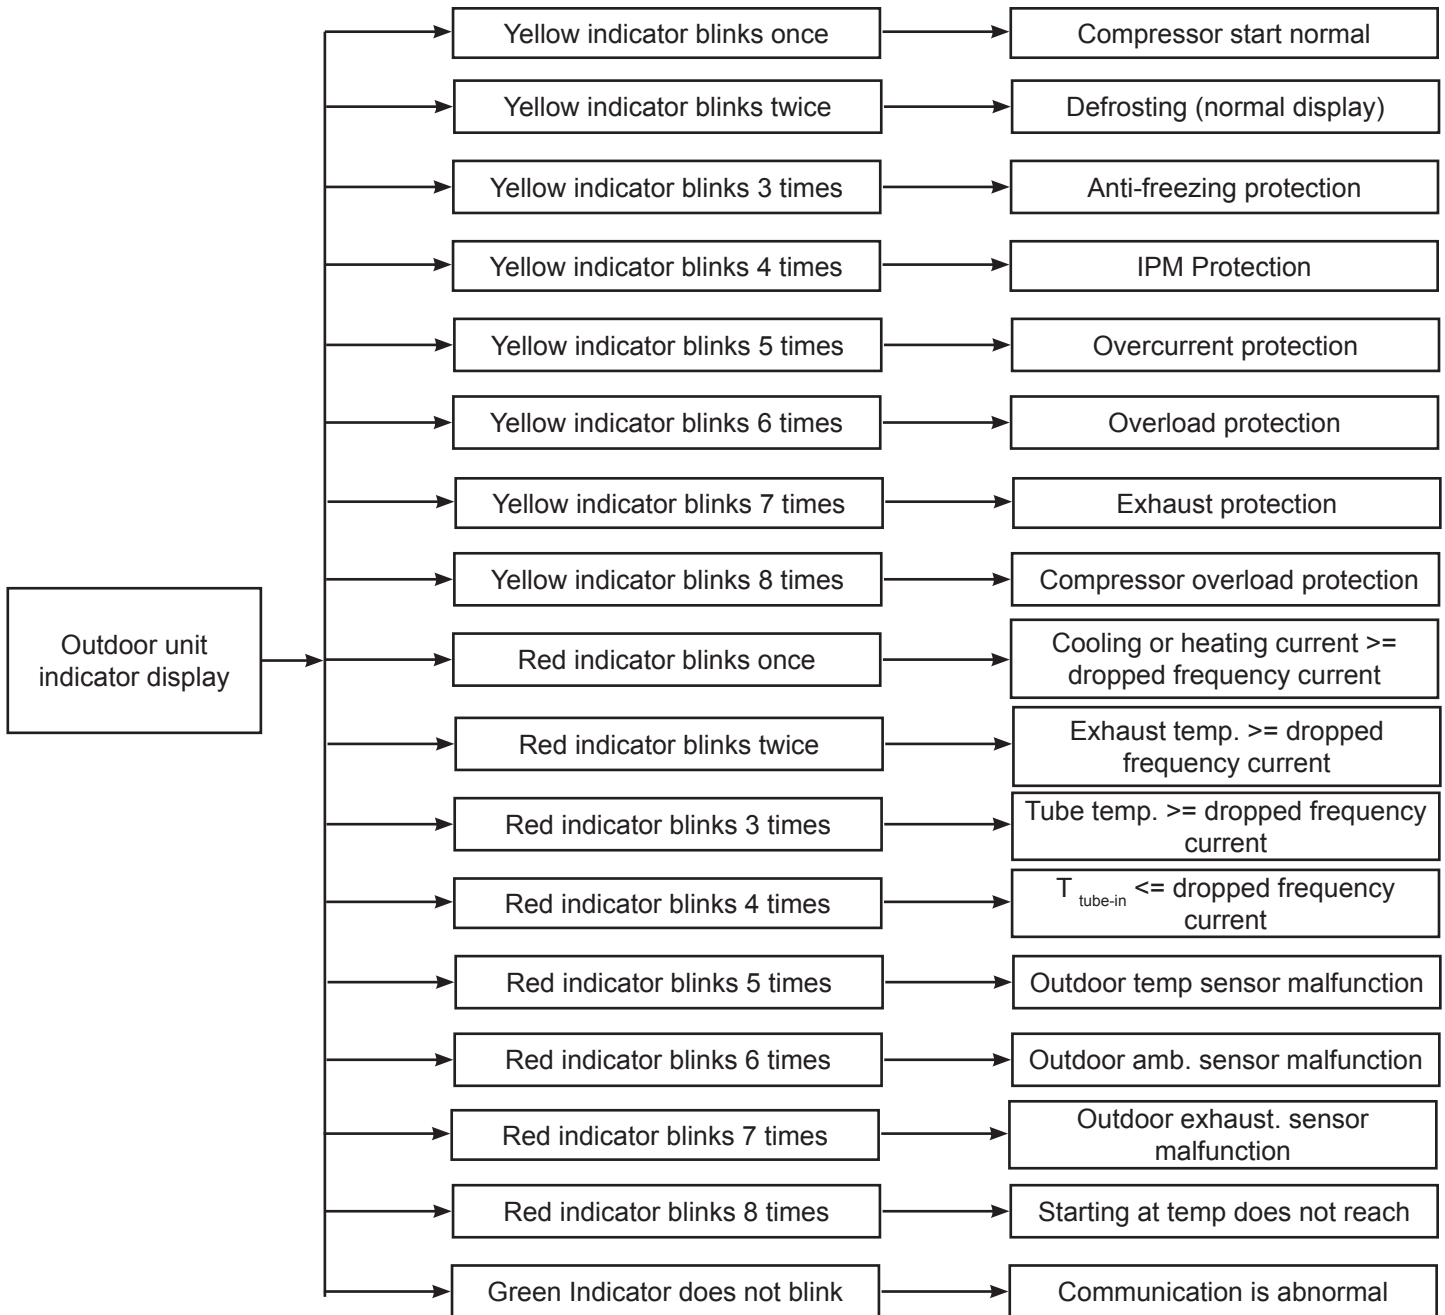 Yellow indicator blinks once
Compressor start normal
Yellow indicator blinks twice
Defrosting (normal display)
Yellow indicator blinks 3 times
Anti-freezing protection
Yellow indicator blinks 4 times
IPM Protection
Yellow indicator blinks 5 times
Overcurrent protection
Yellow indicator blinks 6 times
Overload protection
Yellow indicator blinks 7 times
Exhaust protection
Yellow indicator blinks 8 times
Compressor overload protection
Outdoor unit
indicator display
Red indicator blinks once
Cooling or heating current >=
dropped frequency current
Red indicator blinks twice
Exhaust temp. >= dropped
frequency current
Red indicator blinks 3 times
Tube temp. >= dropped frequency
current
Red indicator blinks 4 times
T tube-in <= dropped frequency
current
Red indicator blinks 5 times
Outdoor temp sensor malfunction
Red indicator blinks 6 times
Outdoor amb. sensor malfunction
Red indicator blinks 7 times
Outdoor exhaust. sensor
malfunction
Red indicator blinks 8 times
Starting at temp does not reach
Green Indicator does not blink
Communication is abnormal